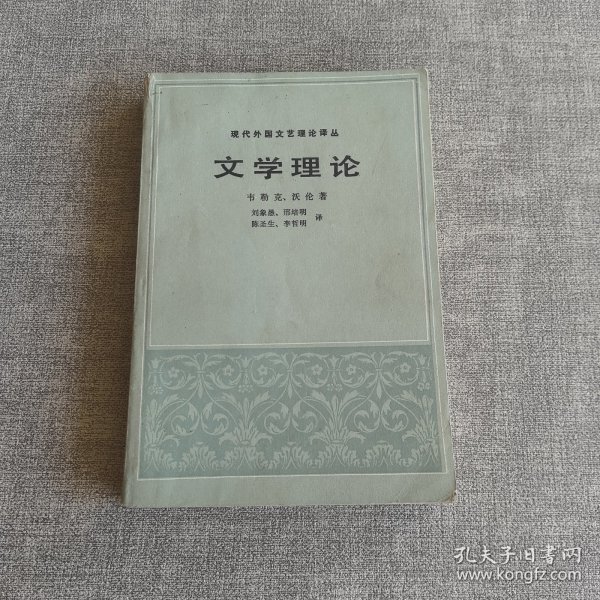 现代外国文艺理论译丛
文学理论
韦勒克、沃伦著
刘象愚、邢培明
陈圣生、李哲明
译
孔夫子旧书网
www.kongfz.com